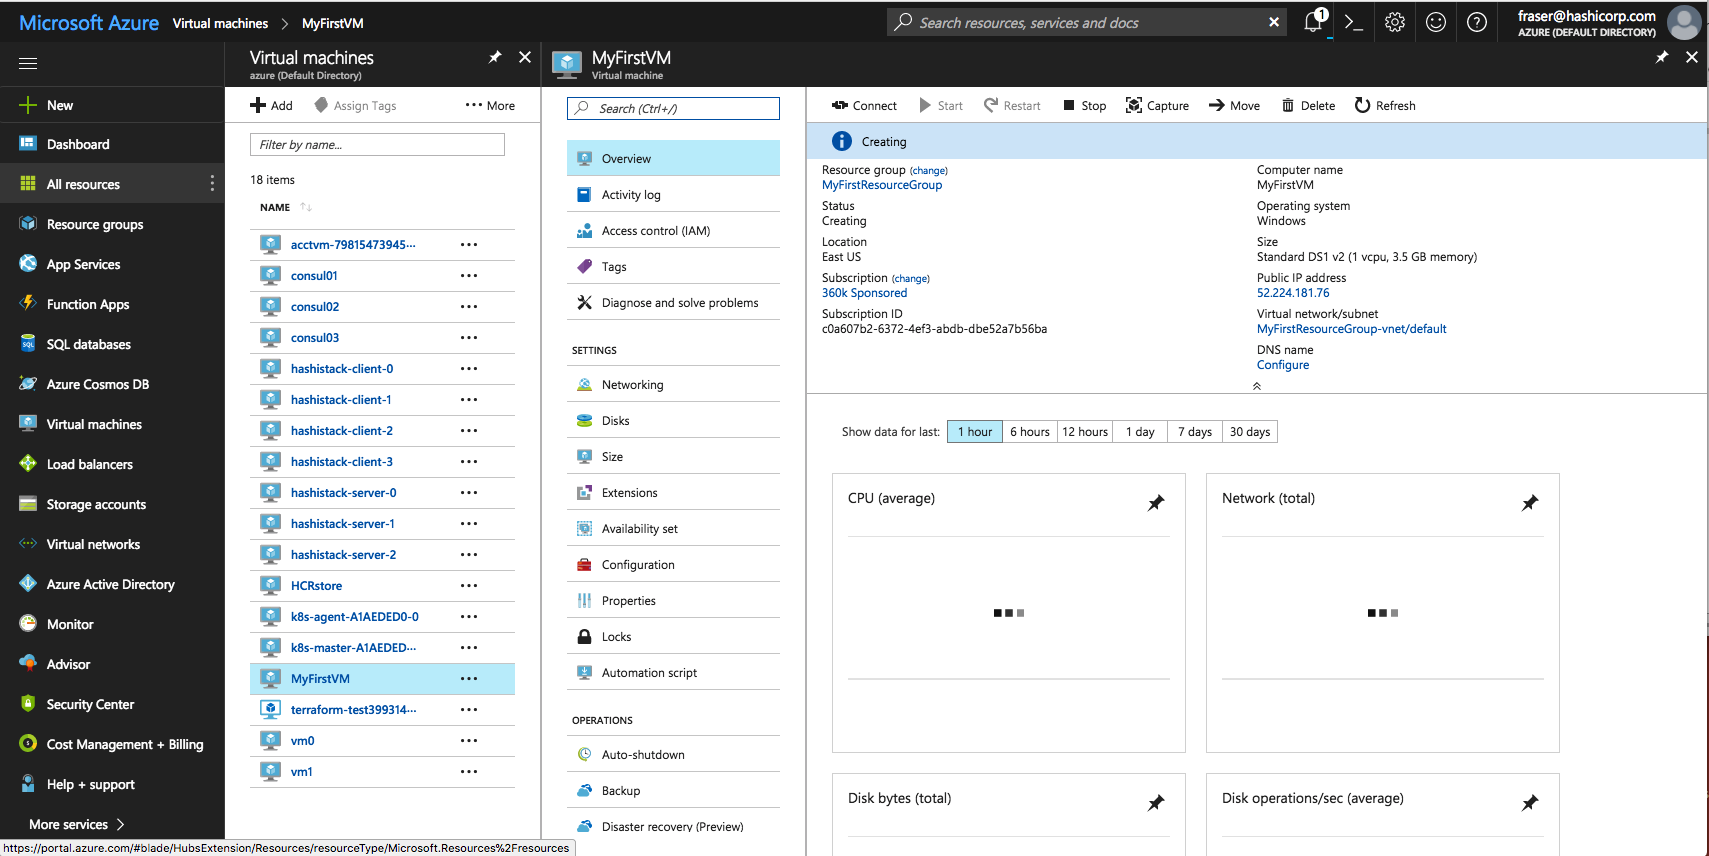 Microsoft Azure Virtual machines > MyFirstVM
Search resources, services and docs
1
fraser@hashicorp.com
AZURE (DEFAULT DIRECTORY)
New
Dashboard
All resources
Resource groups
App Services
Function Apps
SQL databases
Azure Cosmos DB
Virtual machines
Load balancers
Storage accounts
Virtual networks
Azure Active Directory
Monitor
Advisor
Security Center
Cost Management + Billing
Help + support
More services >
Virtual machines
azure (Default Directory)
Add Assign Tags ··· More
Filter by name...
18 items
NAME
acctvm-79815473945···
consul01
consul02
consul03
hashistack-client-0
hashistack-client-1
hashistack-client-2
hashistack-client-3
hashistack-server-0
hashistack-server-1
hashistack-server-2
HCRstore
k8s-agent-A1AEDED0-0
k8s-master-A1AEDED···
MyFirstVM
terraform-test399314···
vm0
vm1
MyFirstVM
Virtual machine
Search (Ctrl+/)
Overview
Activity log
Access control (IAM)
Tags
Diagnose and solve problems
SETTINGS
Networking
Disks
Size
Extensions
Availability set
Configuration
Properties
Locks
Automation script
OPERATIONS
Auto-shutdown
Backup
Disaster recovery (Preview)
Connect Start Restart Stop Capture Move Delete Refresh
Creating
Resource group (change)
MyFirstResourceGroup
Status
Creating
Location
East US
Subscription (change)
360k Sponsored
Subscription ID
c0a607b2-6372-4ef3-abdb-dbe52a7b56ba
Computer name
MyFirstVM
Operating system
Windows
Size
Standard DS1 v2 (1 vcpu, 3.5 GB memory)
Public IP address
52.224.181.76
Virtual network/subnet
MyFirstResourceGroup-vnet/default
DNS name
Configure
Show data for last: 1 hour 6 hours 12 hours 1 day 7 days 30 days
CPU (average)
Network (total)
Disk bytes (total)
Disk operations/sec (average)
https://portal.azure.com/#blade/HubsExtension/Resources/resourceType/Microsoft.Resources%2Fresources